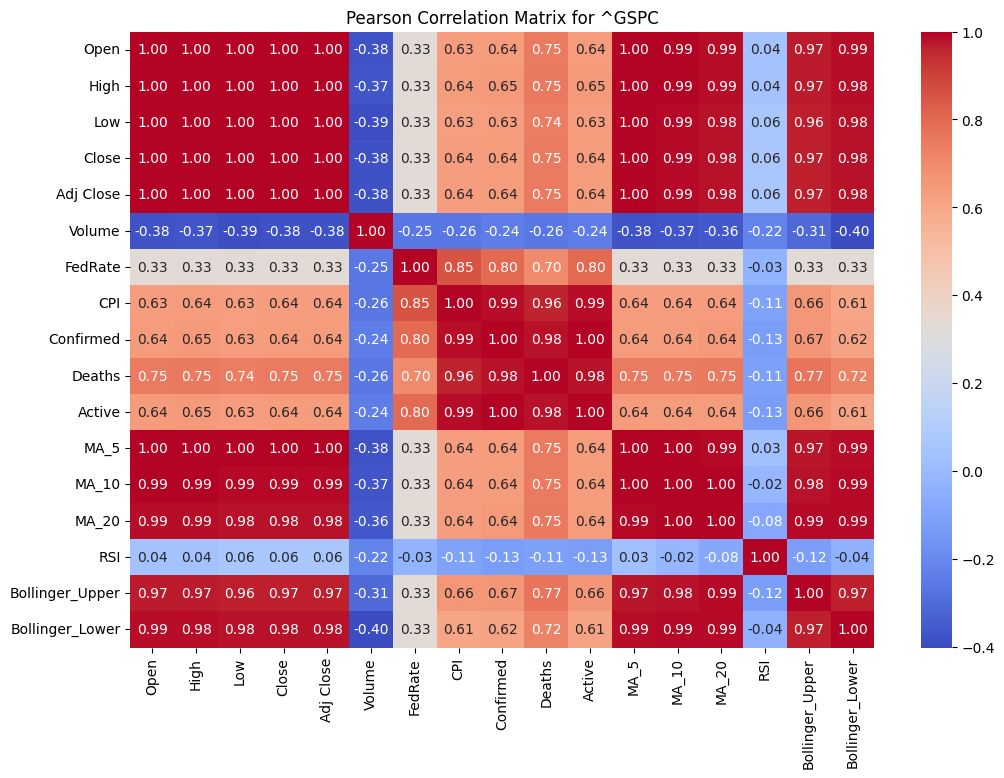 Pearson Correlation Matrix for ^GSPC
Open 1.00 1.00 1.00 1.00 1.00 -0.38 0.33 0.63 0.64 0.75 0.64 1.00 0.99 0.99 0.04 0.97 0.99
High 1.00 1.00 1.00 1.00 1.00 -0.37 0.33 0.64 0.65 0.75 0.65 1.00 0.99 0.99 0.04 0.97 0.98
Low 1.00 1.00 1.00 1.00 1.00 -0.39 0.33 0.63 0.63 0.74 0.63 1.00 0.99 0.98 0.06 0.96 0.98
Close 1.00 1.00 1.00 1.00 1.00 -0.38 0.33 0.64 0.64 0.75 0.64 1.00 0.99 0.98 0.06 0.97 0.98
Adj Close 1.00 1.00 1.00 1.00 1.00 -0.38 0.33 0.64 0.64 0.75 0.64 1.00 0.99 0.98 0.06 0.97 0.98
Volume -0.38 -0.37 -0.39 -0.38 -0.38 1.00 -0.25 -0.26 -0.24 -0.26 -0.24 -0.38 -0.37 -0.36 -0.22 -0.31 -0.40
FedRate 0.33 0.33 0.33 0.33 0.33 -0.25 1.00 0.85 0.80 0.70 0.80 0.33 0.33 0.33 -0.03 0.33 0.33
CPI 0.63 0.64 0.63 0.64 0.64 -0.26 0.85 1.00 0.99 0.96 0.99 0.64 0.64 0.64 -0.11 0.66 0.61
Confirmed 0.64 0.65 0.63 0.64 0.64 -0.24 0.80 0.99 1.00 0.98 1.00 0.64 0.64 0.64 -0.13 0.67 0.62
Deaths 0.75 0.75 0.74 0.75 0.75 -0.26 0.70 0.96 0.98 1.00 0.98 0.75 0.75 0.75 -0.11 0.77 0.72
Active 0.64 0.65 0.63 0.64 0.64 -0.24 0.80 0.99 1.00 0.98 1.00 0.64 0.64 0.64 -0.13 0.66 0.61
MA_5 1.00 1.00 1.00 1.00 1.00 -0.38 0.33 0.64 0.64 0.75 0.64 1.00 1.00 0.99 0.03 0.97 0.99
MA_10 0.99 0.99 0.99 0.99 0.99 -0.37 0.33 0.64 0.64 0.75 0.64 1.00 1.00 1.00 -0.02 0.98 0.99
MA_20 0.99 0.99 0.98 0.98 0.98 -0.36 0.33 0.64 0.64 0.75 0.64 0.99 1.00 1.00 -0.08 0.99 0.99
RSI 0.04 0.04 0.06 0.06 0.06 -0.22 -0.03 -0.11 -0.13 -0.11 -0.13 0.03 -0.02 -0.08 1.00 -0.12 -0.04
Bollinger_Upper 0.97 0.97 0.96 0.97 0.97 -0.31 0.33 0.66 0.67 0.77 0.66 0.97 0.98 0.99 -0.12 1.00 0.97
Bollinger_Lower 0.99 0.98 0.98 0.98 0.98 -0.40 0.33 0.61 0.62 0.72 0.61 0.99 0.99 0.99 -0.04 0.97 1.00
Open
High
Low
Close
Adj Close
Volume
FedRate
CPI
Confirmed
Deaths
Active
MA_5
MA_10
MA_20
RSI
Bollinger_Upper
Bollinger_Lower
1.0
0.8
0.6
0.4
0.2
0.0
−0.2
−0.4